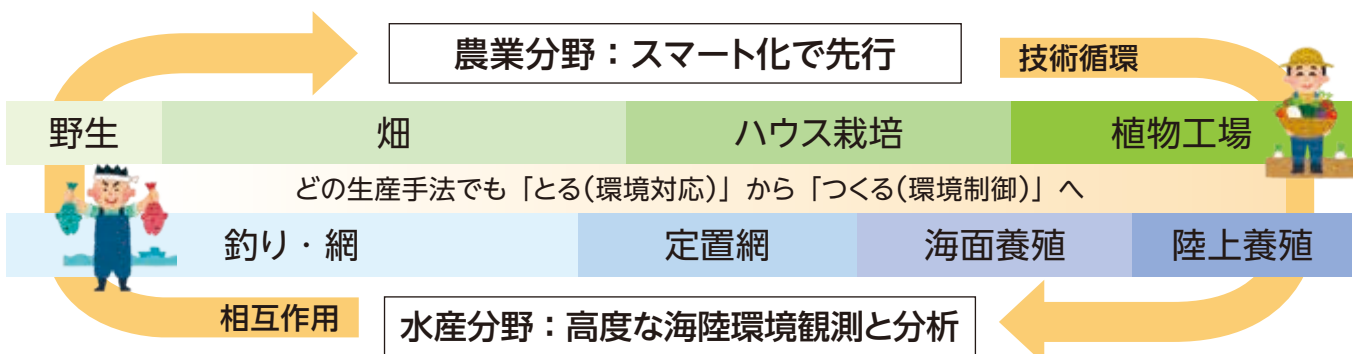 農業分野：スマート化で先行
技術循環
野生 畑 ハウス栽培 植物工場
どの生産手法でも「とる(環境対応)」から「つくる(環境制御)」へ
釣り・網 定置網 海面養殖 陸上養殖
相互作用
水産分野：高度な海陸環境観測と分析